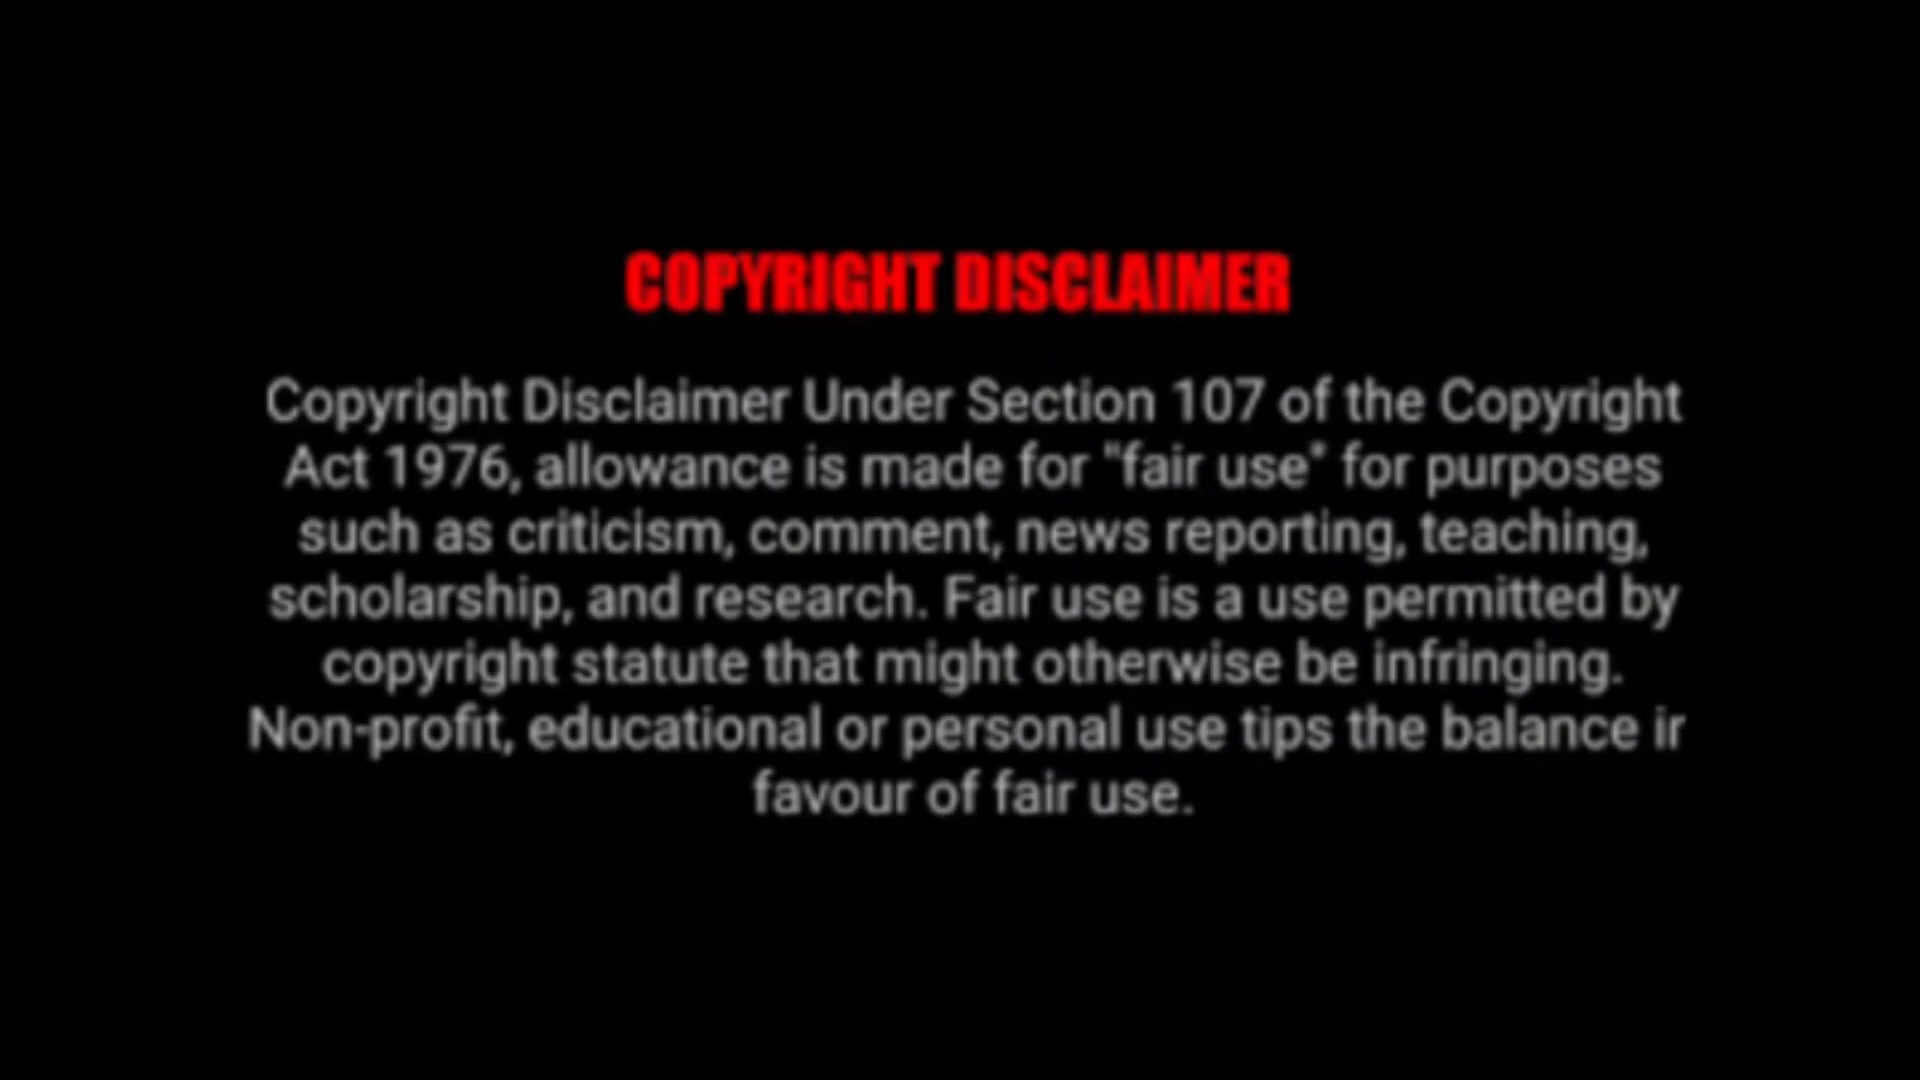 COPYRIGHT DISCLAIMER
Copyright Disclaimer Under Section 107 of the Copyright
Act 1976, allowance is made for "fair use" for purposes
such as criticism, comment, news reporting, teaching,
scholarship, and research. Fair use is a use permitted by
copyright statute that might otherwise be infringing.
Non-profit, educational or personal use tips the balance ir
favour of fair use.